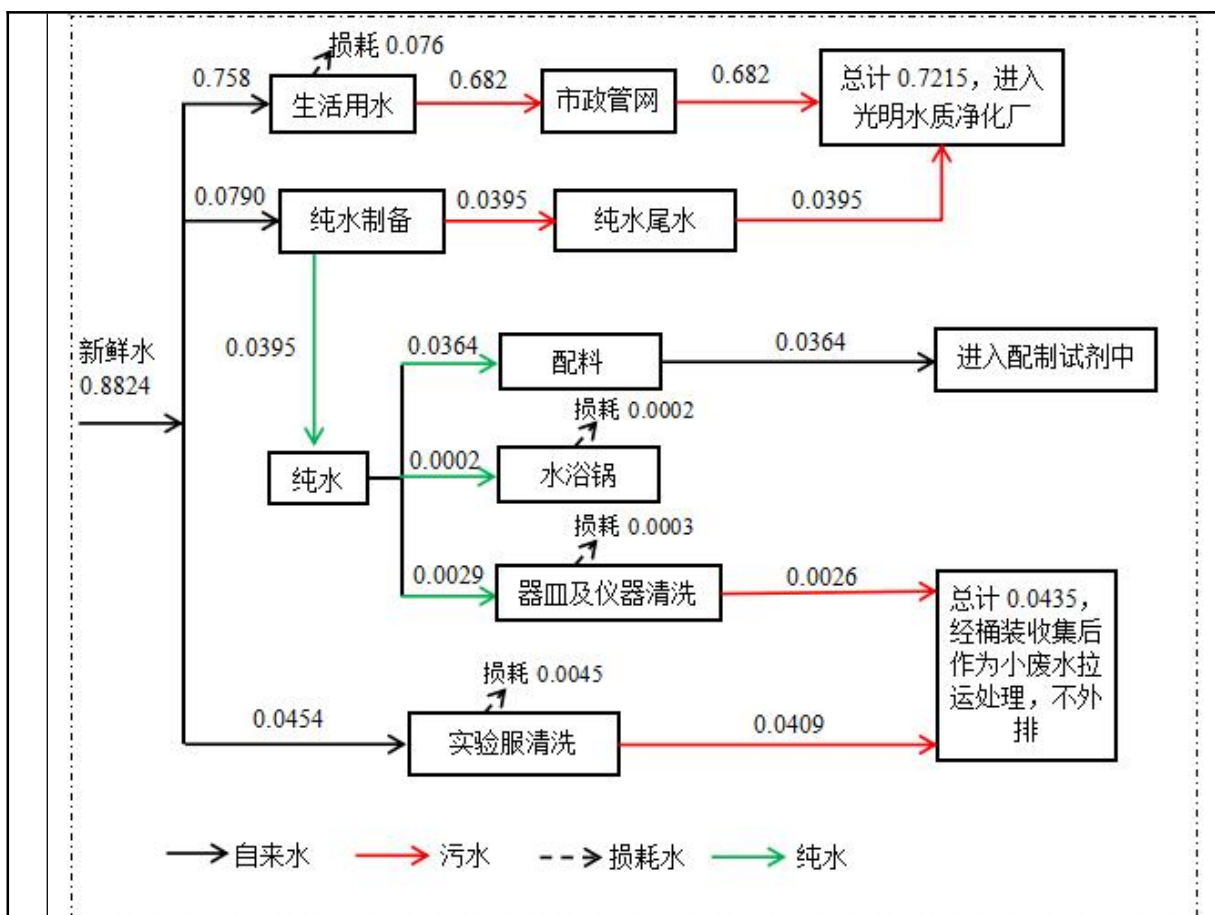 损耗 0.076
0.758
生活用水
0.682
市政管网
0.682
总计 0.7215，进入
光明水质净化厂
0.0790
纯水制备
0.0395
纯水尾水
0.0395
新鲜水
0.8824
0.0395
0.0364
配料
0.0364
进入配制试剂中
损耗 0.0002
纯水
0.0002
水浴锅
损耗 0.0003
0.0029
器皿及仪器清洗
0.0026
总计 0.0435，
经桶装收集后
作为小废水拉
运处理，不外
排
损耗 0.0045
0.0454
实验服清洗
0.0409
自来水
污水
损耗水
纯水